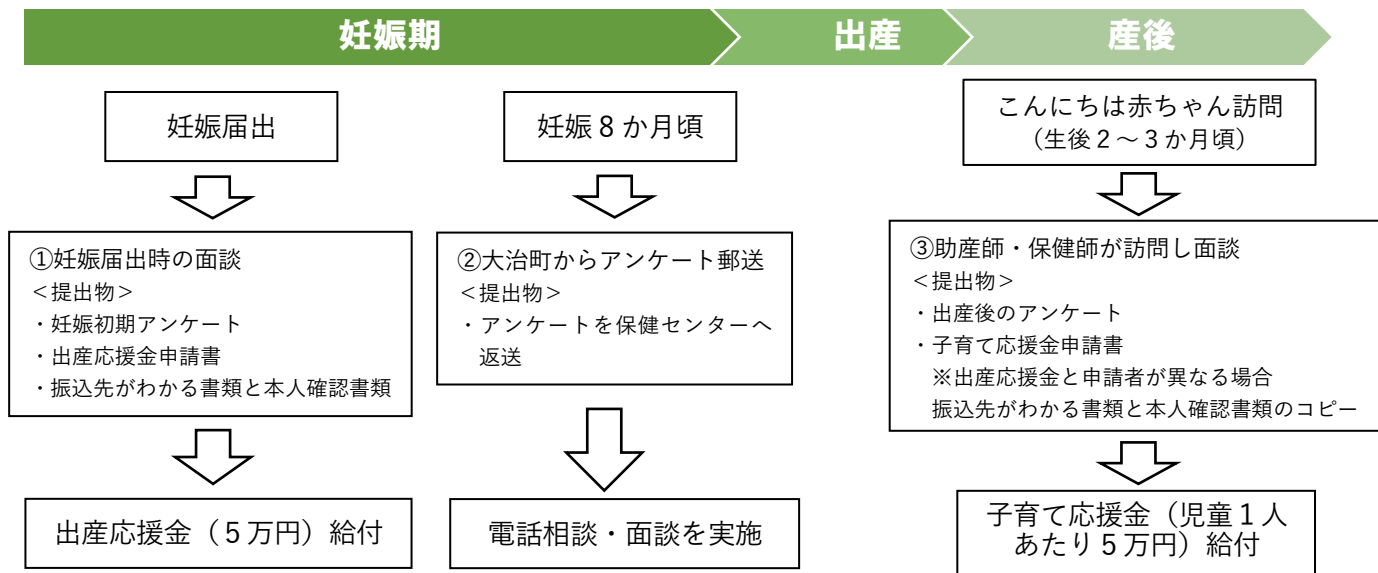 妊娠期
出産
産後
妊娠届出
①妊娠届出時の面談
＜提出物＞
・妊娠初期アンケート
・出産応援金申請書
・振込先がわかる書類と本人確認書類
出産応援金（５万円）給付
妊娠８か月頃
②大治町からアンケート郵送
＜提出物＞
・アンケートを保健センターへ
返送
電話相談・面談を実施
こんにちは赤ちゃん訪問
（生後２～３か月頃）
③助産師・保健師が訪問し面談
＜提出物＞
・出産後のアンケート
・子育て応援金申請書
※出産応援金と申請者が異なる場合
振込先がわかる書類と本人確認書類のコピー
子育て応援金（児童１人
あたり５万円）給付